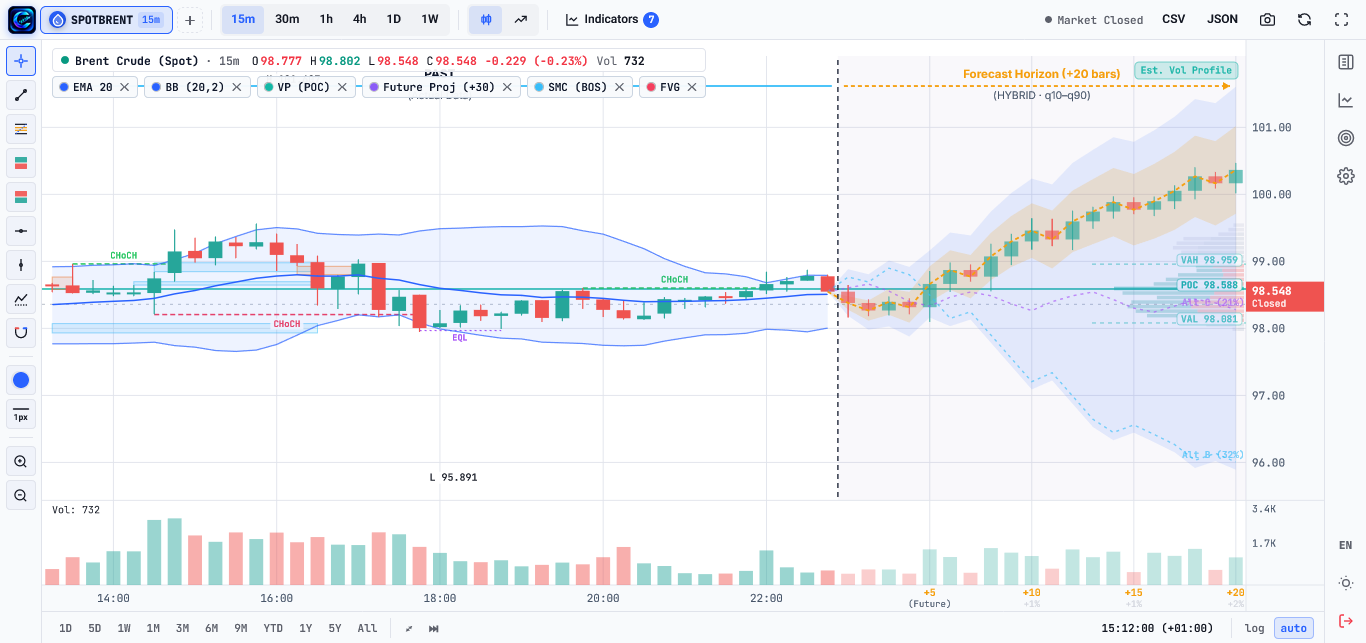 SPOTBRENT 15m
15m 30m 1h 4h 1D 1W
Indicators 7
Market Closed CSV JSON
Brent Crude (Spot) · 15m O98.777 H98.802 L98.548 C98.548 -0.229 (-0.23%) Vol 732
EMA 20
BB (20,2)
VP (POC)
Future Proj (+30)
SMC (BOS)
FVG
Forecast Horizon (+20 bars)
(HYBRID · q10–q90)
Est. Vol Profile
101.00
100.00
99.00
98.00
97.00
96.00
CHoCH
CHoCH
CHoCH
EQL
VAH 98.959
POC 98.588
Alt B (21%)
VAL 98.081
98.548
Closed
Alt B (32%)
L 95.891
Vol: 732
3.4K
1.7K
14:00 16:00 18:00 20:00 22:00
+5 +10 +15 +20
(Future) +1% +1% +2%
1px
EN
1D 5D 1W 1M 3M 6M 9M YTD 1Y 5Y All
15:12:00 (+01:00) log auto